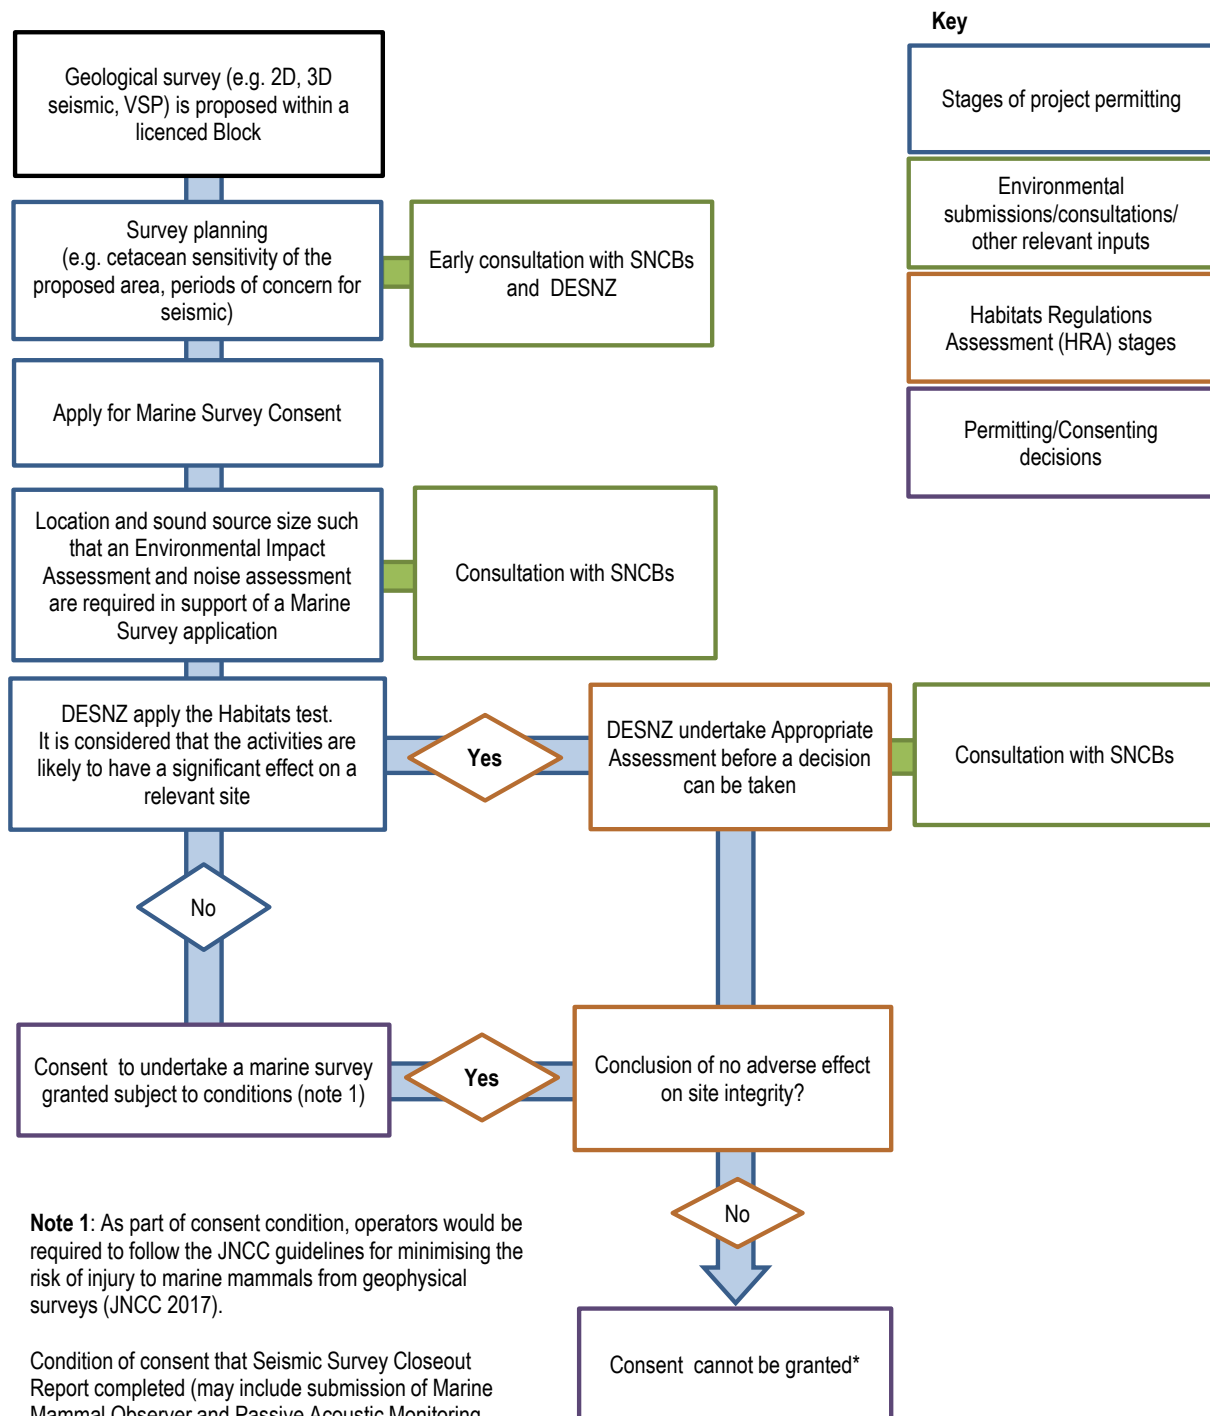 Key
Geological survey (e.g. 2D, 3D
seismic, VSP) is proposed within a
licenced Block
Stages of project permitting
Survey planning
(e.g. cetacean sensitivity of the
proposed area, periods of concern for
seismic)
Early consultation with SNCBs
and DESNZ
Environmental
submissions/consultations/
other relevant inputs
Habitats Regulations
Assessment (HRA) stages
Apply for Marine Survey Consent
Permitting/Consenting
decisions
Location and sound source size such
that an Environmental Impact
Assessment and noise assessment
are required in support of a Marine
Survey application
Consultation with SNCBs
DESNZ apply the Habitats test.
It is considered that the activities are
likely to have a significant effect on a
relevant site
Yes
DESNZ undertake Appropriate
Assessment before a decision
can be taken
Consultation with SNCBs
No
Consent to undertake a marine survey
granted subject to conditions (note 1)
Yes
Conclusion of no adverse effect
on site integrity?
No
Note 1: As part of consent condition, operators would be
required to follow the JNCC guidelines for minimising the
risk of injury to marine mammals from geophysical
surveys (JNCC 2017).
Condition of consent that Seismic Survey Closeout
Report completed (may include submission of Marine
Mammal Observer and Passive Acoustic Monitoring
Consent cannot be granted*